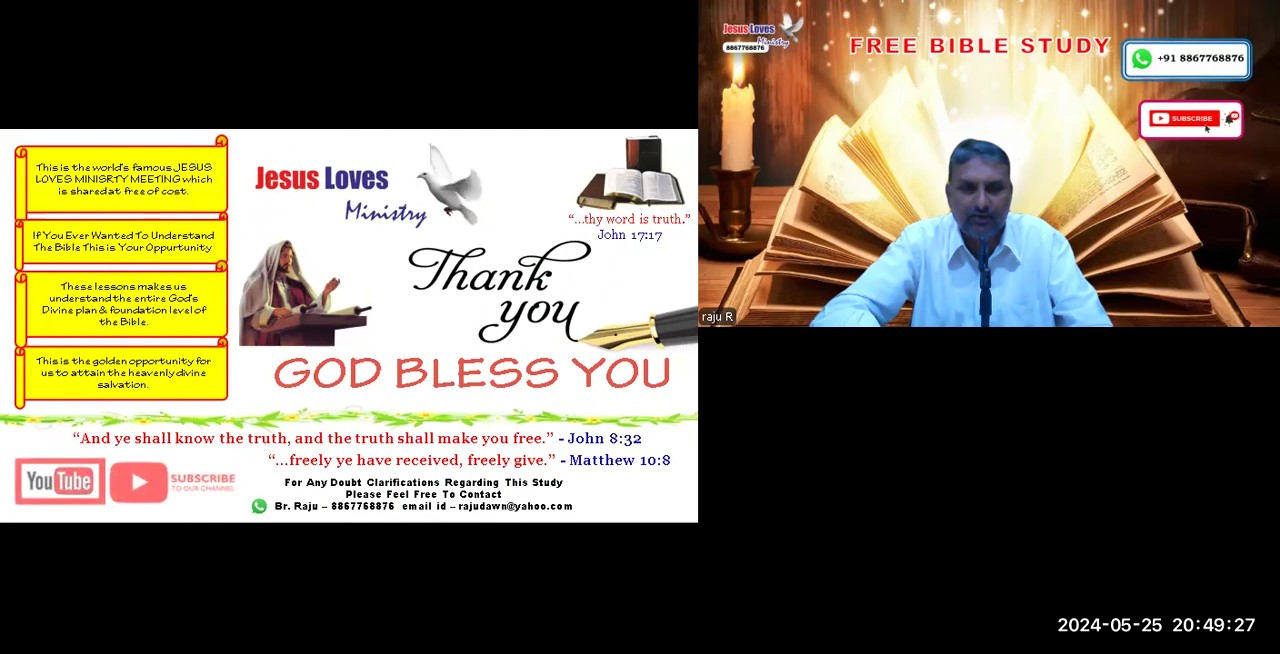 This is the world's famous JESUS
LOVES MINISRTY MEETING which
is shared at free of cost.
If You Ever Wanted To Understand
The Bible This is Your Oppurtunity
These lessons makes us
understand the entire God's
Divine plan & foundation level of
the Bible.
This is the golden opportunity for
us to attain the heavenly divine
salvation.
Jesus Loves
Ministry
"...thy word is truth."
John 17:17
Thank
you
GOD BLESS YOU
"And ye shall know the truth, and the truth shall make you free." - John 8:32
"...freely ye have received, freely give." - Matthew 10:8
YouTube
SUBSCRIBE
TO OUR CHANNEL
For Any Doubt Clarifications Regarding This Study
Please Feel Free To Contact
Br. Raju – 8867768876 email id – rajudawn@yahoo.com
Jesus Loves
Ministry
8867768876
FREE BIBLE STUDY
+91 8867768876
SUBSCRIBE
raju R
2024-05-25 20:49:27